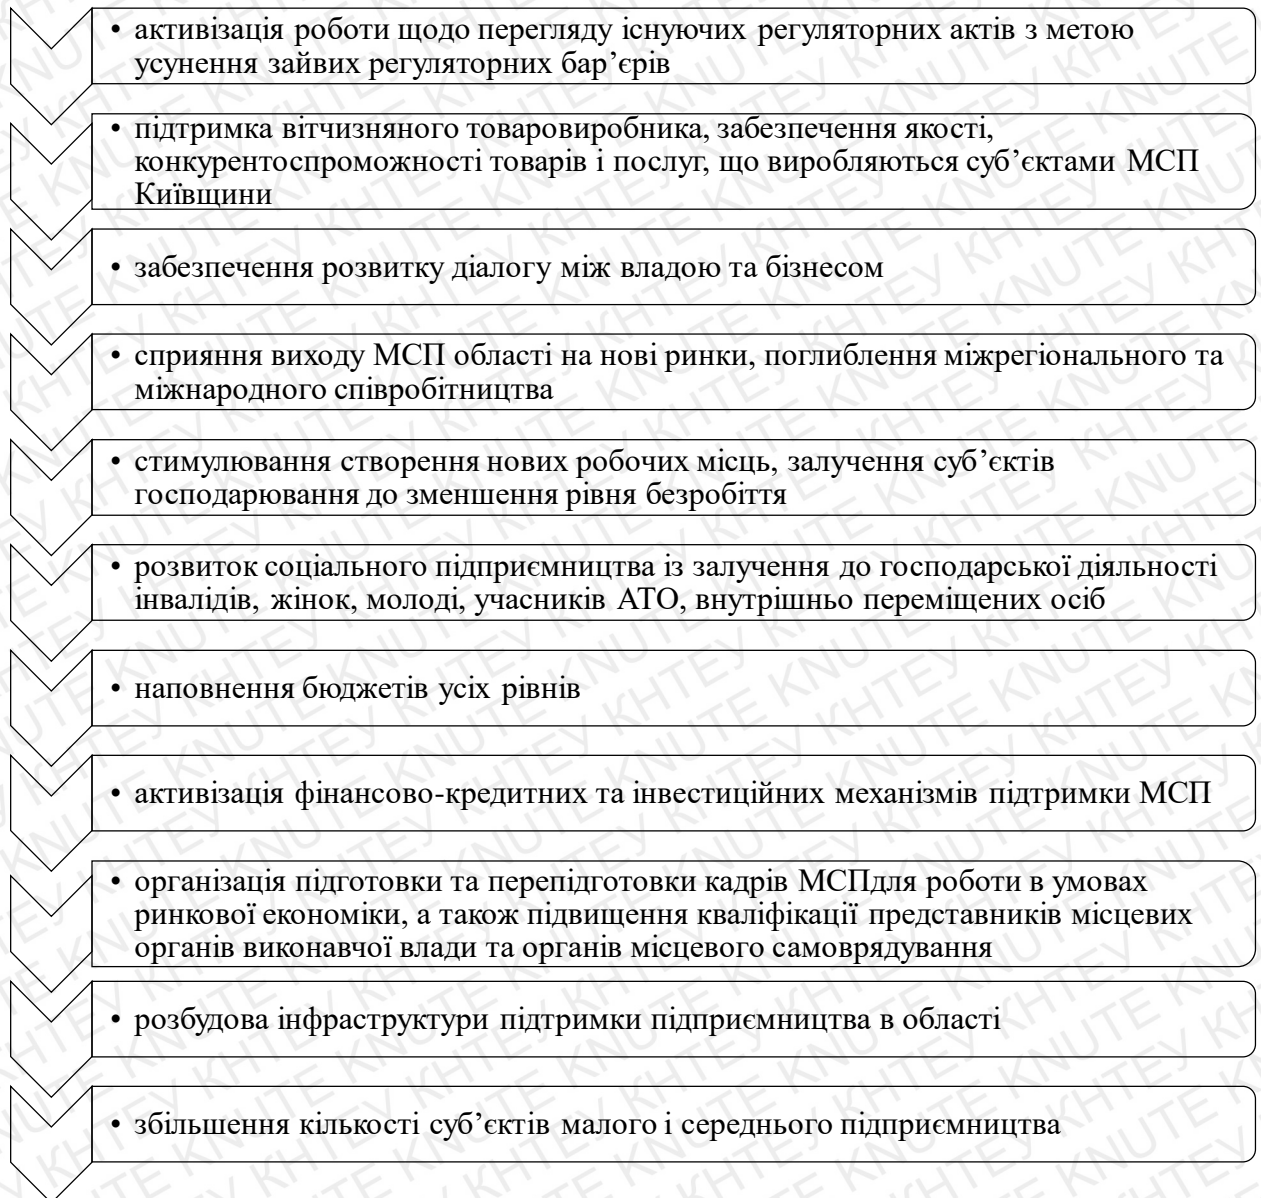 • активізація роботи щодо перегляду існуючих регуляторних актів з метою
усунення зайвих регуляторних бар’єрів
• підтримка вітчизняного товаровиробника, забезпечення якості,
конкурентоспроможності товарів і послуг, що виробляються суб’єктами МСП
Київщини
• забезпечення розвитку діалогу між владою та бізнесом
• сприяння виходу МСП області на нові ринки, поглиблення міжрегіонального та
міжнародного співробітництва
• стимулювання створення нових робочих місць, залучення суб’єктів
господарювання до зменшення рівня безробіття
• розвиток соціального підприємництва із залучення до господарської діяльності
інвалідів, жінок, молоді, учасників АТО, внутрішньо переміщених осіб
• наповнення бюджетів усіх рівнів
• активізація фінансово-кредитних та інвестиційних механізмів підтримки МСП
• організація підготовки та перепідготовки кадрів МСПдля роботи в умовах
ринкової економіки, а також підвищення кваліфікації представників місцевих
органів виконавчої влади та органів місцевого самоврядування
• розбудова інфраструктури підтримки підприємництва в області
• збільшення кількості суб’єктів малого і середнього підприємництва